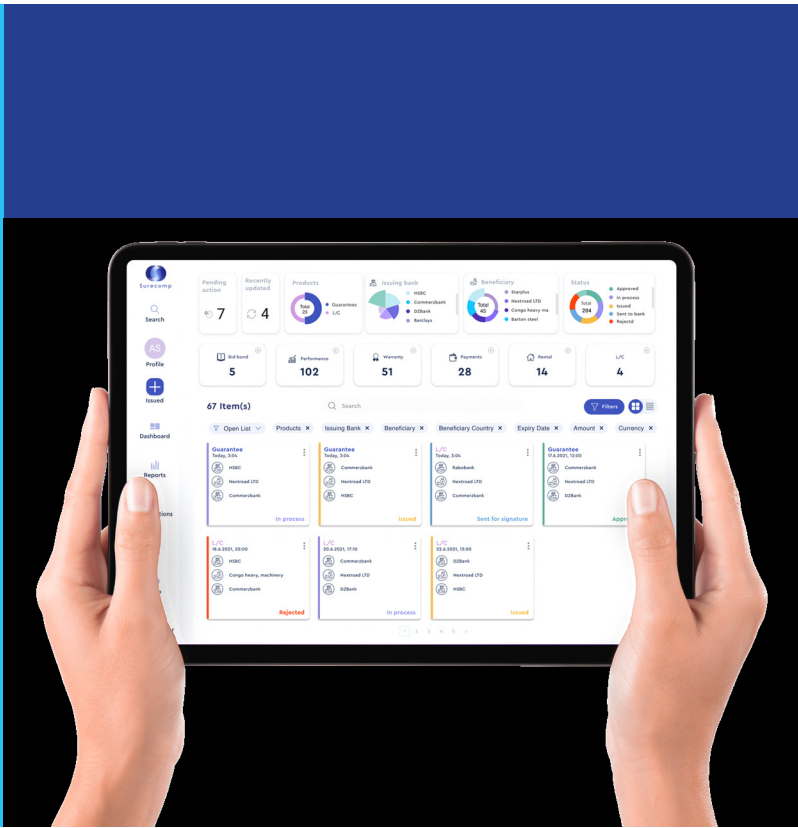 Surecomp
Search
AS
Profile
Issued
Dashboard
Reports
tions
Pending
action
7
Recently
updated
4
Products
Total
23
Guarantees
L/C
Issuing bank
HSBC
Commerzbank
DZBank
Barclays
Beneficiary
Total
45
Starplus
Nextroad LTD
Congo heavy ma
Barton steel
Status
Total
204
Approved
In process
Issued
Sent to bank
Rejectd
Bid bond
5
Performance
102
Warranty
51
Payments
28
Rental
14
L/C
4
67 Item(s)
Search
Filters
Open List
Products ×
Issuing Bank ×
Beneficiary ×
Beneficiary Country ×
Expiry Date ×
Amount ×
Currency ×
Guarantee
Today, 3:04
HSBC
Nextroad LTD
Commerzbank
In process
Guarantee
Today, 3:04
Commerzbank
Nextroad LTD
HSBC
Issued
L/C
Today, 3:04
Rabobank
Nextroad LTD
Commerzbank
Sent for signature
Guarantee
17.6.2021, 12:00
Commerzbank
Nextroad LTD
DZBank
Appr
L/C
18.6.2021, 20:00
HSBC
Congo heavy, machinery
Commerzbank
Rejected
L/C
20.6.2021, 17:10
Commerzbank
Nextroad LTD
DZBank
In process
L/C
22.6.2021, 13:00
DZBank
Nextroad LTD
HSBC
Issued
1 2 3 4 5 >